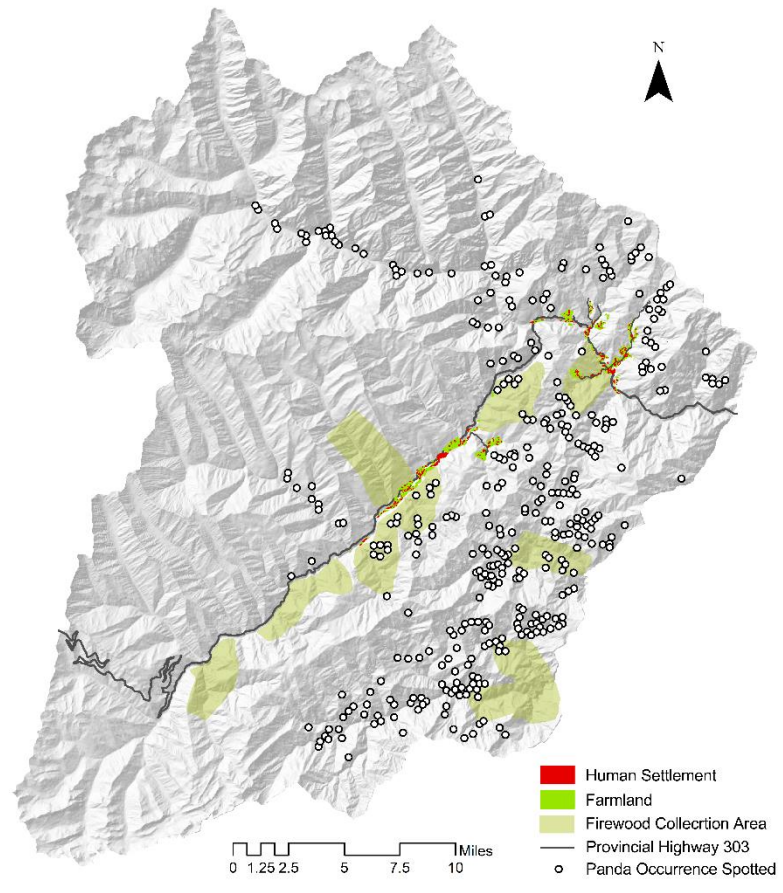 N
Human Settlement
Farmland
Firewood Collecrtion Area
Provincial Highway 303
Panda Occurrence Spotted
Miles
0 1.25 2.5 5 7.5 10